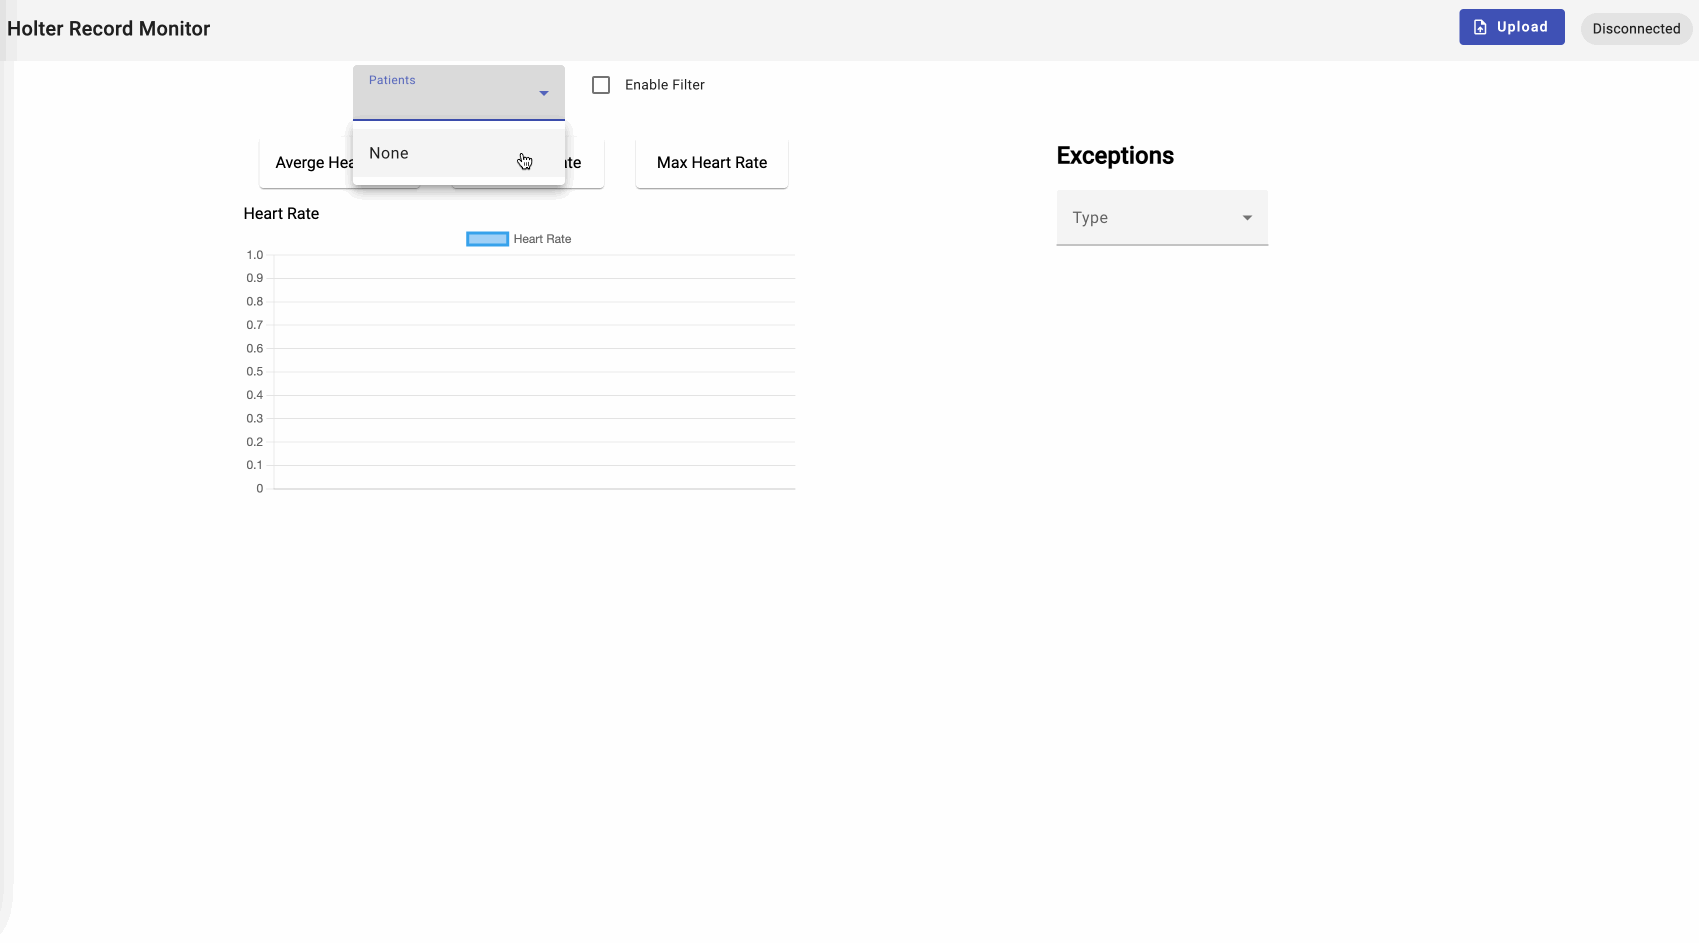 Holter Record Monitor
Upload
Disconnected
Patients
Enable Filter
None
Averge
Max Heart Rate
Exceptions
Type
Heart Rate
Heart Rate
1.0
0.9
0.8
0.7
0.6
0.5
0.4
0.3
0.2
0.1
0